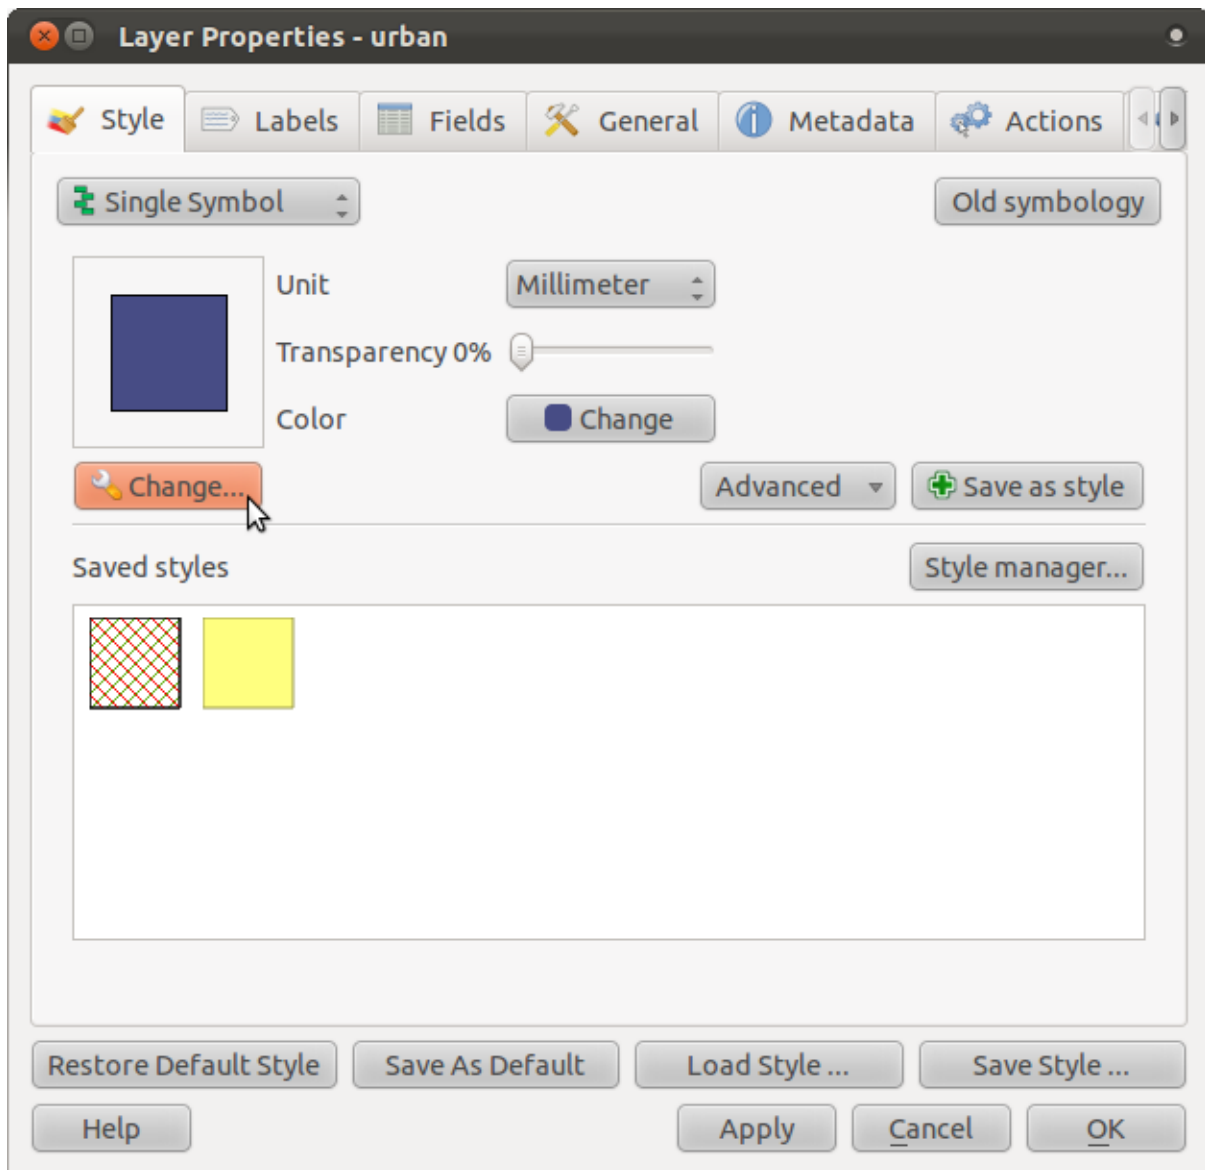 Layer Properties - urban
Style Labels Fields General Metadata Actions
Single Symbol Old symbology
Unit Millimeter
Transparency 0%
Color Change
Change... Advanced Save as style
Saved styles Style manager...
Restore Default Style Save As Default Load Style ... Save Style ...
Help Apply Cancel OK